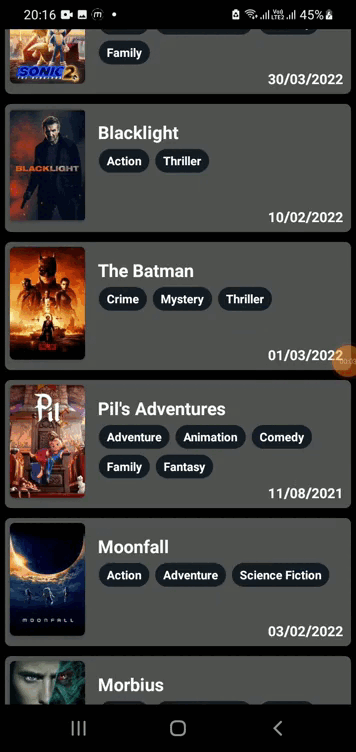 20:16
Vo))
LTE2
45%
SONIC 2
Family
30/03/2022
BLACKLIGHT
Blacklight
Action Thriller
10/02/2022
The Batman
Crime Mystery Thriller
01/03/2022
Pil
Pil's Adventures
Adventure Animation Comedy
Family Fantasy
11/08/2021
MOONFALL
Moonfall
Action Adventure Science Fiction
03/02/2022
Morbius